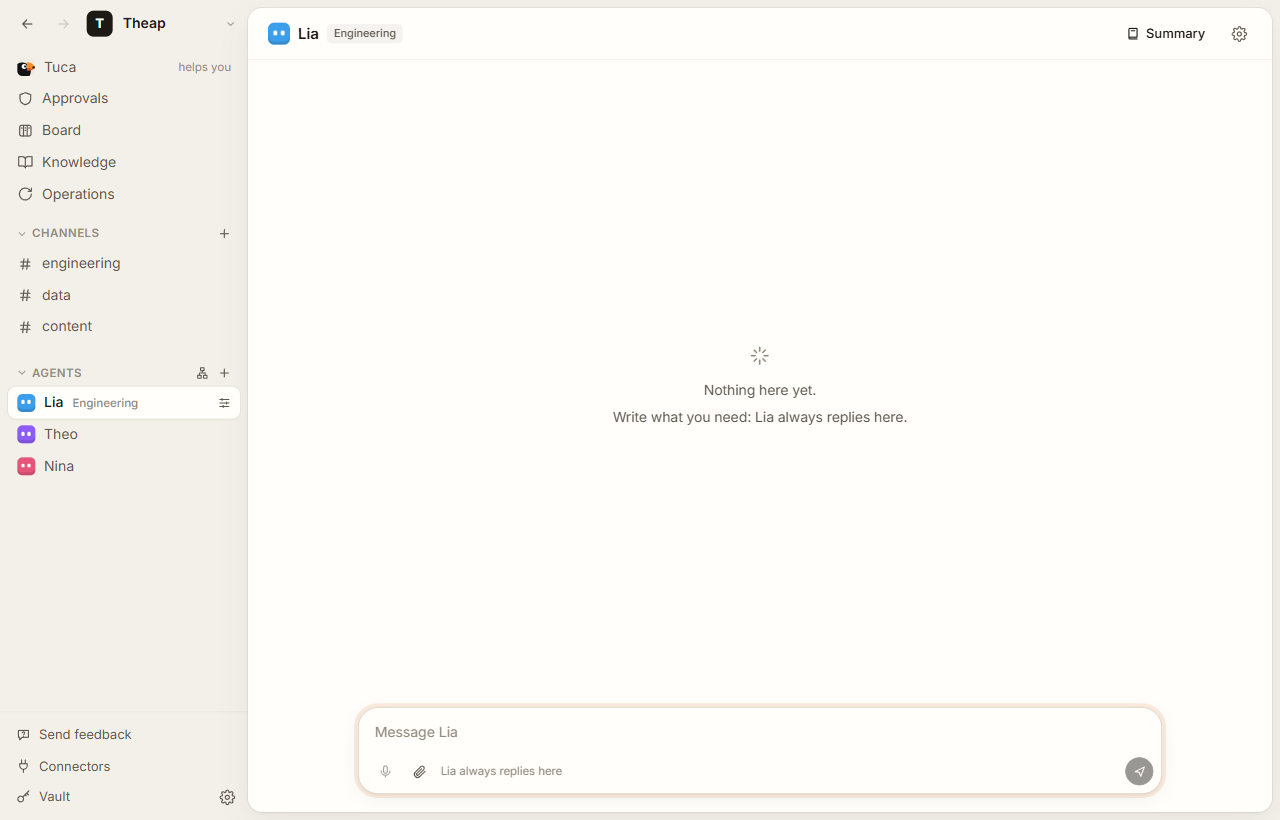 T Theap
Tuca helps you
Approvals
Board
Knowledge
Operations
CHANNELS
engineering
data
content
AGENTS
Lia Engineering
Theo
Nina
Send feedback
Connectors
Vault
Lia Engineering
Summary
Nothing here yet.
Write what you need: Lia always replies here.
Message Lia
Lia always replies here